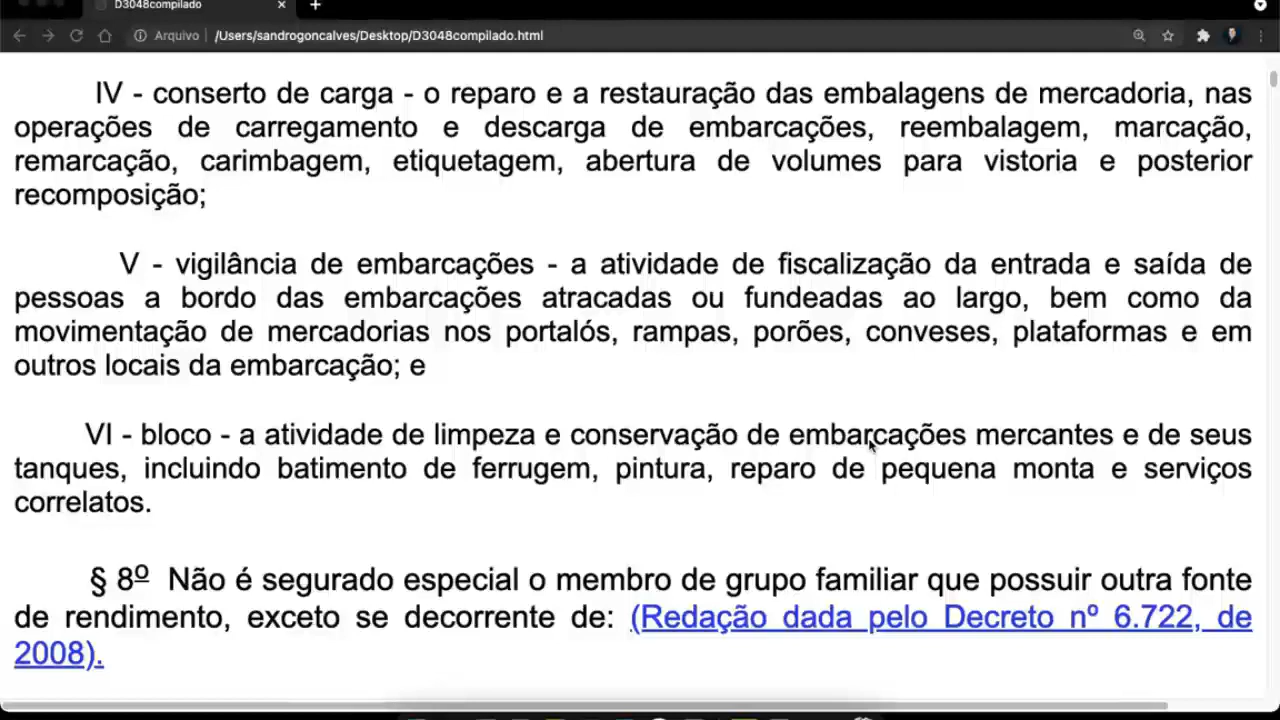 D3048compilado
Arquivo /Users/sandrogoncalves/Desktop/D3048compilado.html
IV - conserto de carga - o reparo e a restauração das embalagens de mercadoria, nas
operações de carregamento e descarga de embarcações, reembalagem, marcação,
remarcação, carimbagem, etiquetagem, abertura de volumes para vistoria e posterior
recomposição;
V - vigilância de embarcações - a atividade de fiscalização da entrada e saída de
pessoas a bordo das embarcações atracadas ou fundeadas ao largo, bem como da
movimentação de mercadorias nos portalós, rampas, porões, conveses, plataformas e em
outros locais da embarcação; e
VI - bloco - a atividade de limpeza e conservação de embarcações mercantes e de seus
tanques, incluindo batimento de ferrugem, pintura, reparo de pequena monta e serviços
correlatos.
§ 8º Não é segurado especial o membro de grupo familiar que possuir outra fonte
de rendimento, exceto se decorrente de: (Redação dada pelo Decreto nº 6.722, de
2008).